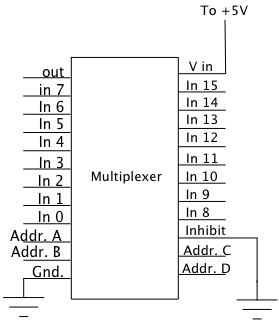 To +5V
out
in 7
In 6
In 5
In 4
In 3
In 2
In 1
In 0
Addr. A
Addr. B
Gnd.
Multiplexer
V in
In 15
In 14
In 13
In 12
In 11
In 10
In 9
In 8
Inhibit
Addr. C
Addr. D